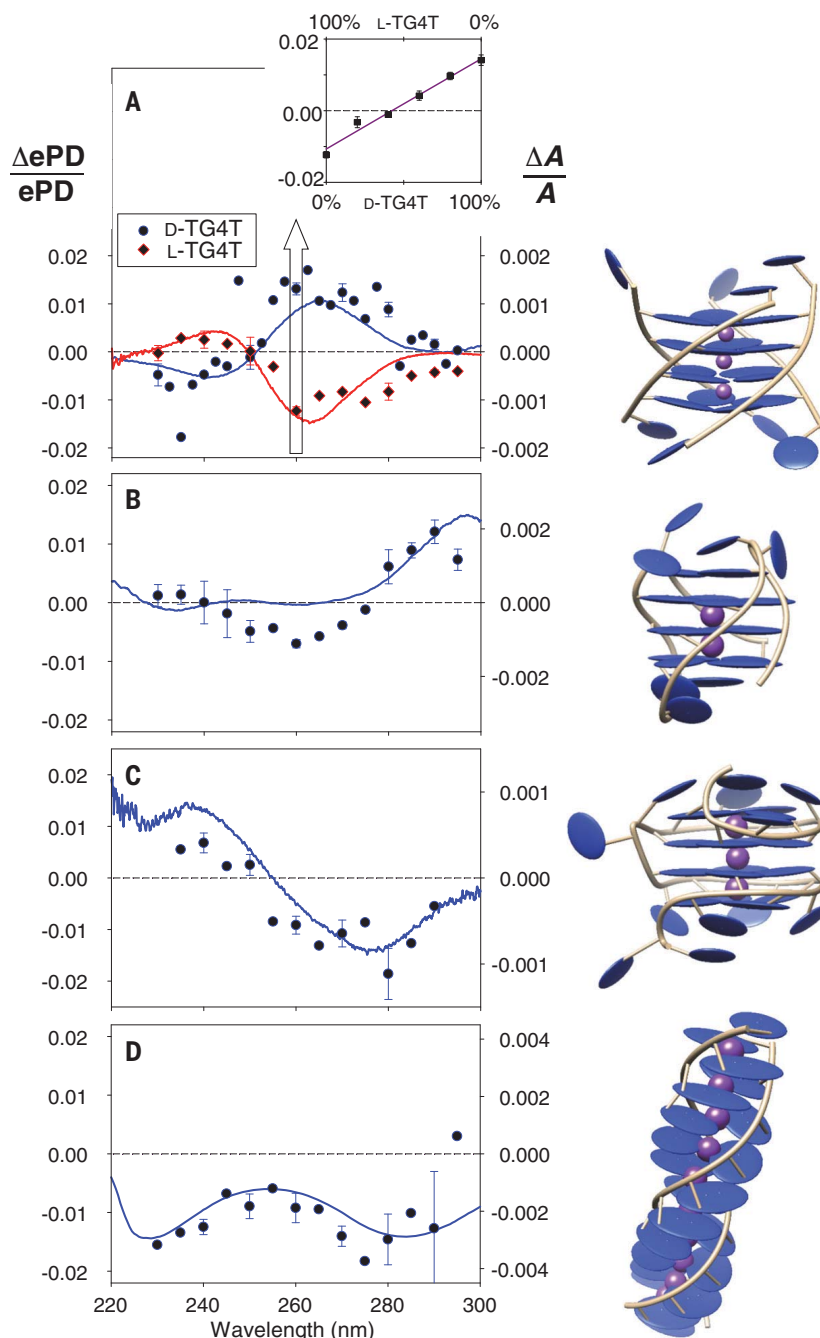 100% L-TG4T 0%
0.02
0.00
-0.02
0% D-TG4T 100%
A
ΔePD
ePD
ΔA
A
D-TG4T
L-TG4T
0.02
0.01
0.00
-0.01
-0.02
0.002
0.001
0.000
-0.001
-0.002
B
0.02
0.01
0.00
-0.01
-0.02
0.002
0.000
-0.002
C
0.02
0.01
0.00
-0.01
-0.02
0.001
0.000
-0.001
D
0.02
0.01
0.00
-0.01
-0.02
0.004
0.002
0.000
-0.002
-0.004
220 240 260 280 300
Wavelength (nm)